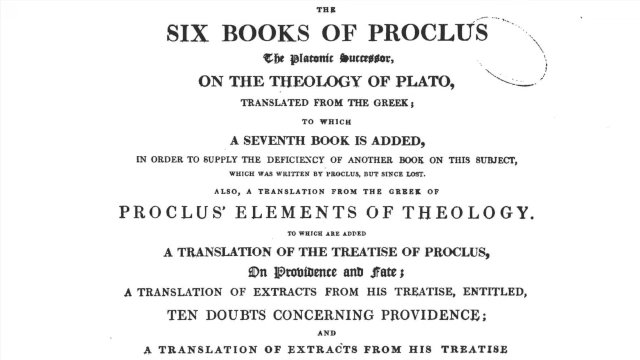 THE
SIX BOOKS OF PROCLUS
The Platonic Successor,
ON THE THEOLOGY OF PLATO,
TRANSLATED FROM THE GREEK;
TO WHICH
A SEVENTH BOOK IS ADDED,
IN ORDER TO SUPPLY THE DEFICIENCY OF ANOTHER BOOK ON THIS SUBJECT,
WHICH WAS WRITTEN BY PROCLUS, BUT SINCE LOST.
ALSO, A TRANSLATION FROM THE GREEK OF
PROCLUS' ELEMENTS OF THEOLOGY.
TO WHICH ARE ADDED
A TRANSLATION OF THE TREATISE OF PROCLUS,
On Providence and Fate;
A TRANSLATION OF EXTRACTS FROM HIS TREATISE, ENTITLED,
TEN DOUBTS CONCERNING PROVIDENCE;
AND
A TRANSLATION OF EXTRACTS FROM HIS TREATISE